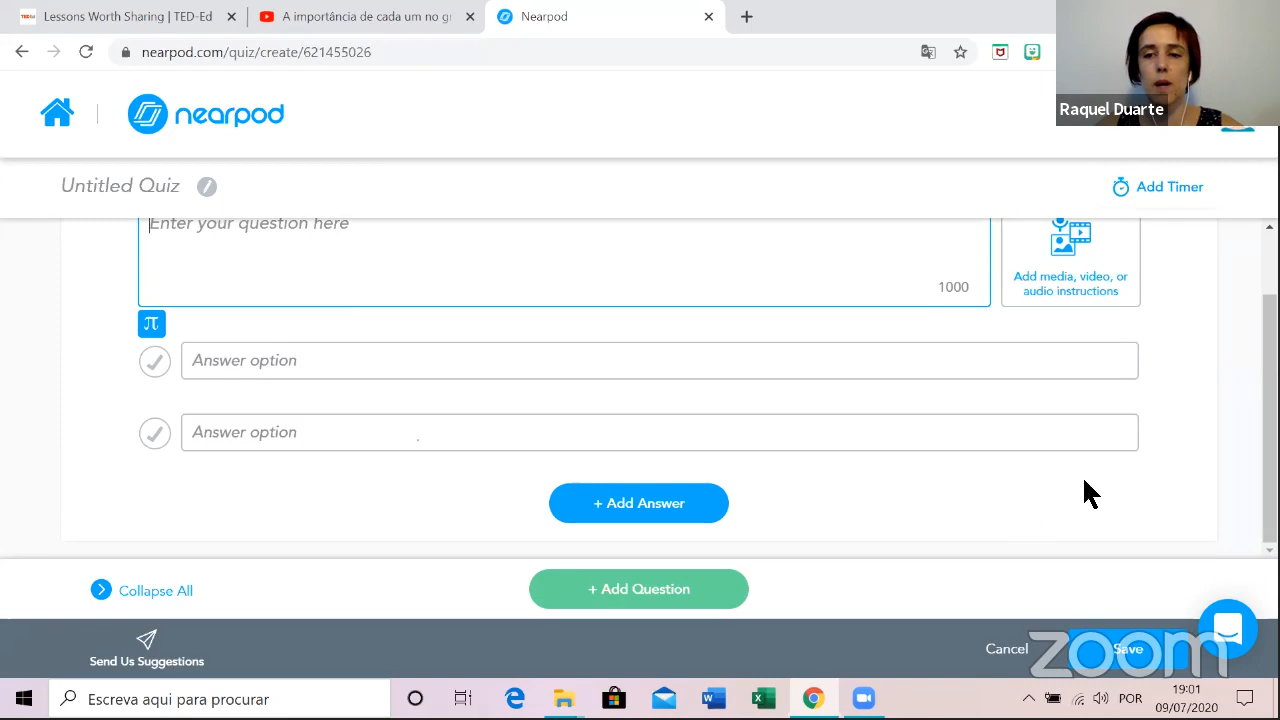 Lessons Worth Sharing | TED-Ed
A importância de cada um no gr
Nearpod
nearpod.com/quiz/create/621455026
nearpod
Raquel Duarte
Untitled Quiz
Add Timer
Enter your question here
1000
Add media, video, or
audio instructions
π
Answer option
Answer option
+ Add Answer
Collapse All
+ Add Question
Send Us Suggestions
Cancel
Save
zoom
Escreva aqui para procurar
POR
19:01
09/07/2020